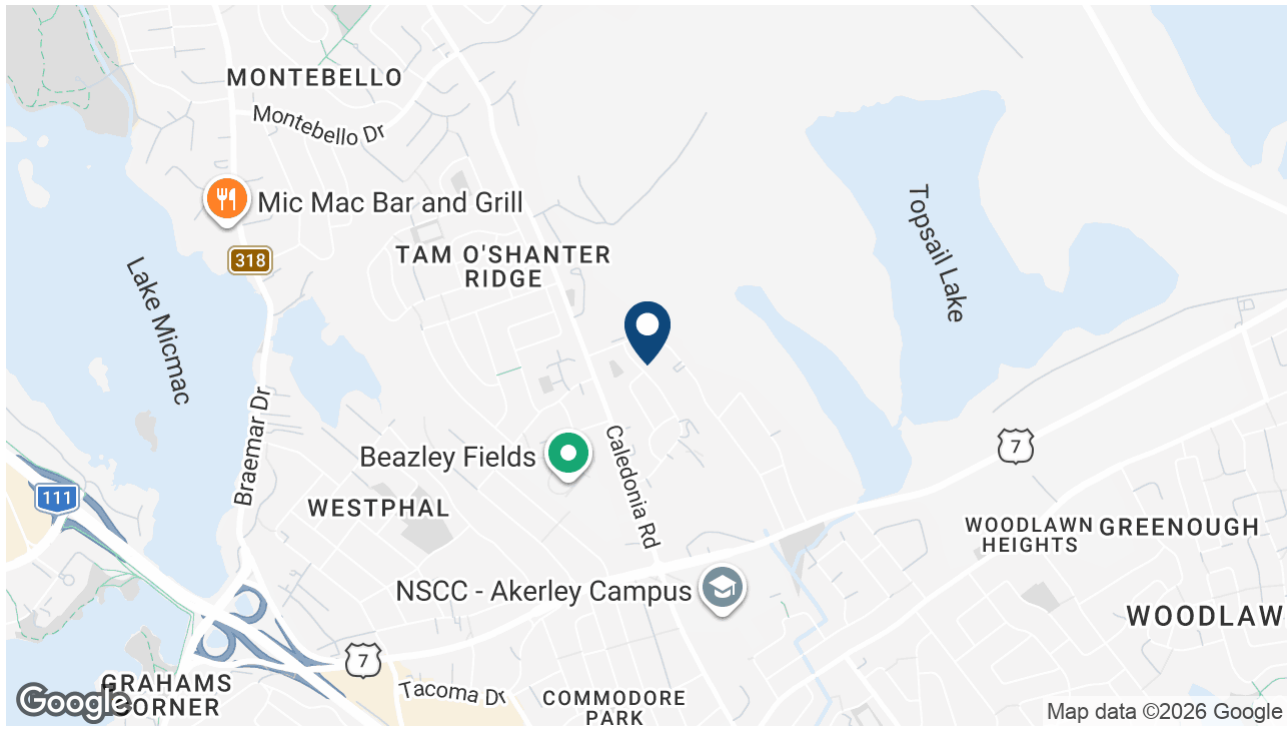 MONTEBELLO
Montebello Dr
Mic Mac Bar and Grill
318
TAM O'SHANTER
RIDGE
Topsail Lake
Lake Micmac
Braemar Dr
Beazley Fields
Caledonia Rd
7
111
WESTPHAL
WOODLAWN
HEIGHTS
GREENOUGH
NSCC - Akerley Campus
WOODLAW
7
GRAHAMS
CORNER
Tacoma Dr
COMMODORE
PARK
Google
Map data ©2026 Google